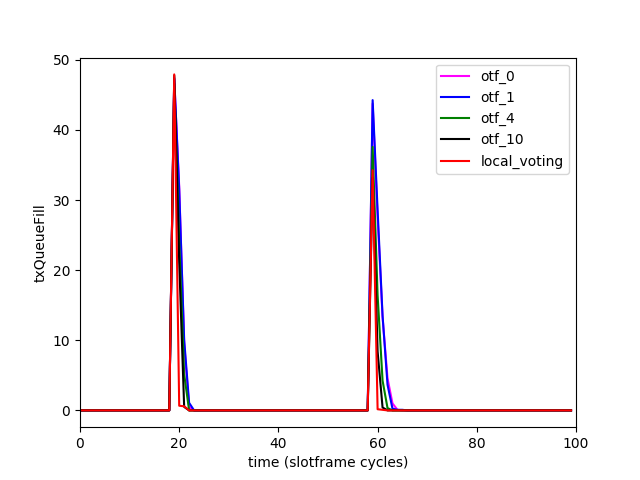 50
40
30
20
10
0
txQueueFill
0 20 40 60 80 100
time (slotframe cycles)
otf_0
otf_1
otf_4
otf_10
local_voting